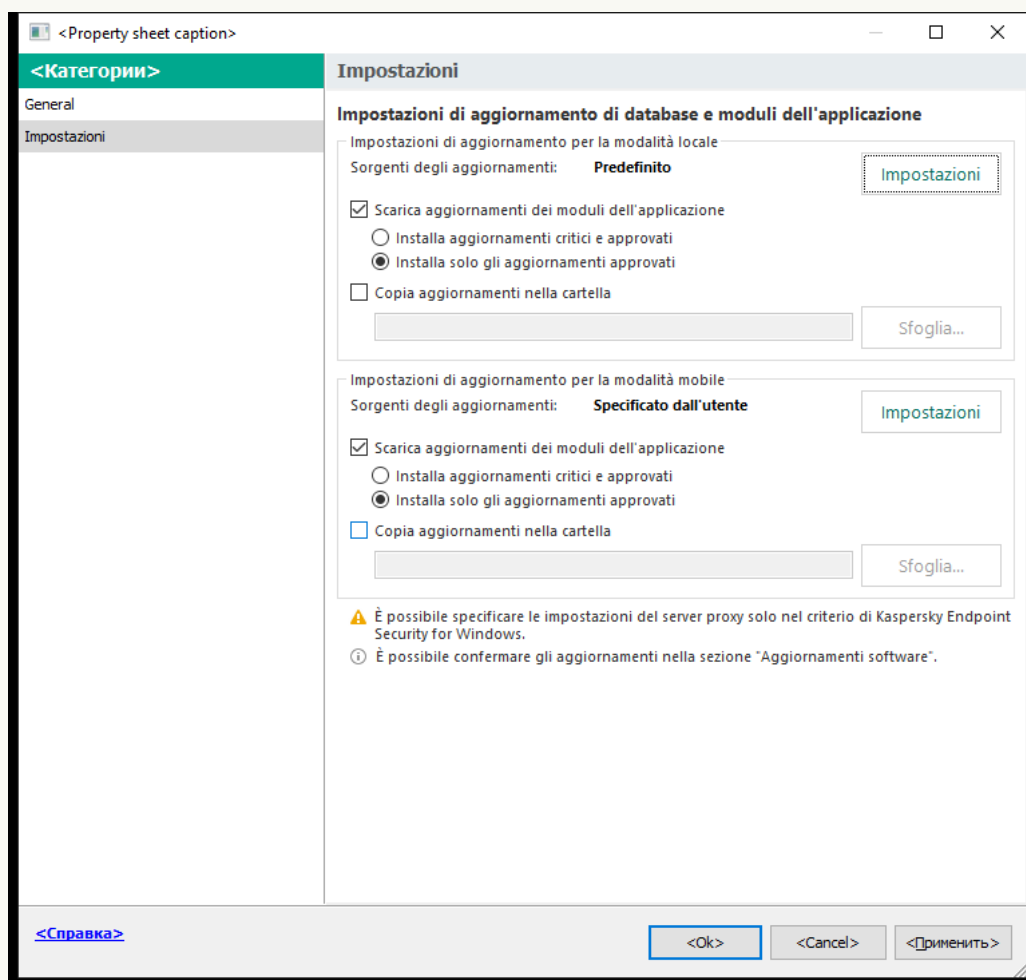 <Property sheet caption>
<Категории>
General
Impostazioni
Impostazioni
Impostazioni di aggiornamento di database e moduli dell'applicazione
Impostazioni di aggiornamento per la modalità locale
Sorgenti degli aggiornamenti: Predefinito
Impostazioni
Scarica aggiornamenti dei moduli dell'applicazione
Installa aggiornamenti critici e approvati
Installa solo gli aggiornamenti approvati
Copia aggiornamenti nella cartella
Sfoglia...
Impostazioni di aggiornamento per la modalità mobile
Sorgenti degli aggiornamenti: Specificato dall'utente
Impostazioni
Scarica aggiornamenti dei moduli dell'applicazione
Installa aggiornamenti critici e approvati
Installa solo gli aggiornamenti approvati
Copia aggiornamenti nella cartella
Sfoglia...
È possibile specificare le impostazioni del server proxy solo nel criterio di Kaspersky Endpoint
Security for Windows.
È possibile confermare gli aggiornamenti nella sezione "Aggiornamenti software".
<Справка>
<Ok>
<Cancel>
<Применить>